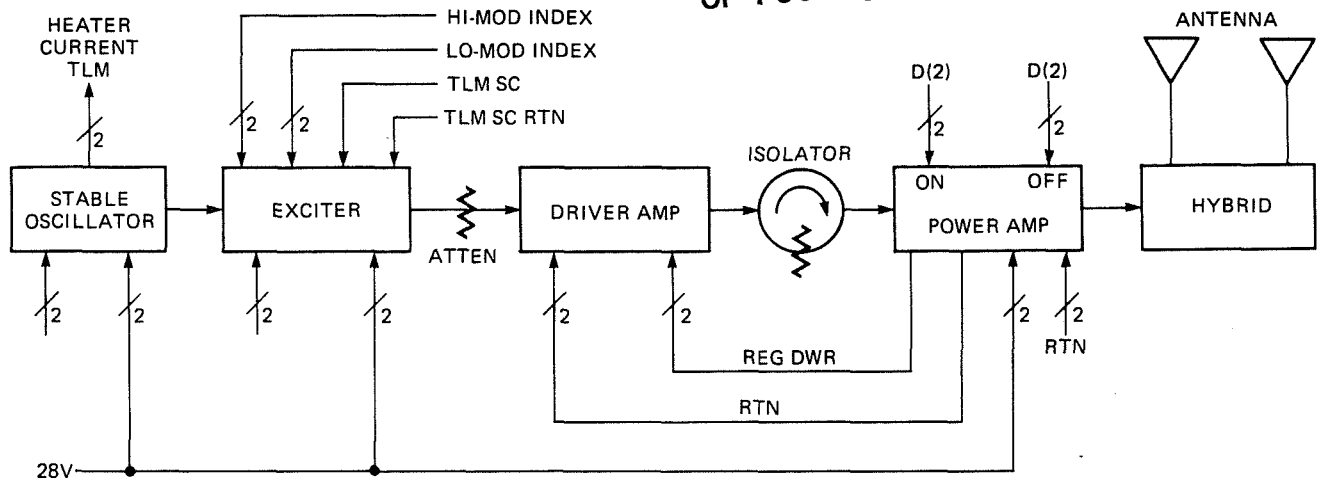 HI-MOD INDEX
LO-MOD INDEX
TLM SC
TLM SC RTN
HEATER
CURRENT
TLM
2
2
2
STABLE
OSCILLATOR
EXCITER
ATTEN
DRIVER AMP
ISOLATOR
D(2)
D(2)
2
2
ON
OFF
POWER AMP
ANTENNA
HYBRID
2
2
2
2
2
2
2
2
RTN
REG DWR
RTN
28V